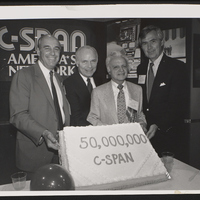 C-SPAN
AMERICA'S
NETWORK
50,000,000
C-SPAN